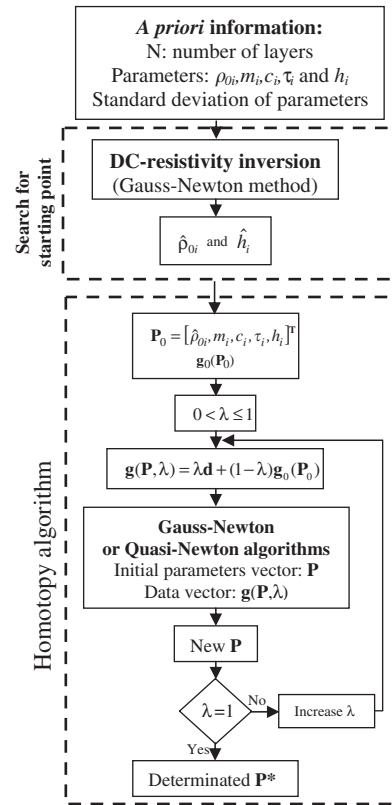 A priori information:
N: number of layers
Parameters: ρ₀ᵢ,mᵢ,cᵢ,τᵢ and hᵢ
Standard deviation of parameters
Search for
starting point
DC-resistivity inversion
(Gauss-Newton method)
ρ̂₀ᵢ and ĥᵢ
Homotopy algorithm
P₀ = [ρ̂₀ᵢ, mᵢ, cᵢ, τᵢ, hᵢ]ᵀ
g₀(P₀)
0 < λ ≤ 1
g(P,λ) = λd + (1−λ)g₀(P₀)
Gauss-Newton
or Quasi-Newton algorithms
Initial parameters vector: P
Data vector: g(P,λ)
New P
λ=1
No
Increase λ
Yes
Determinated P*